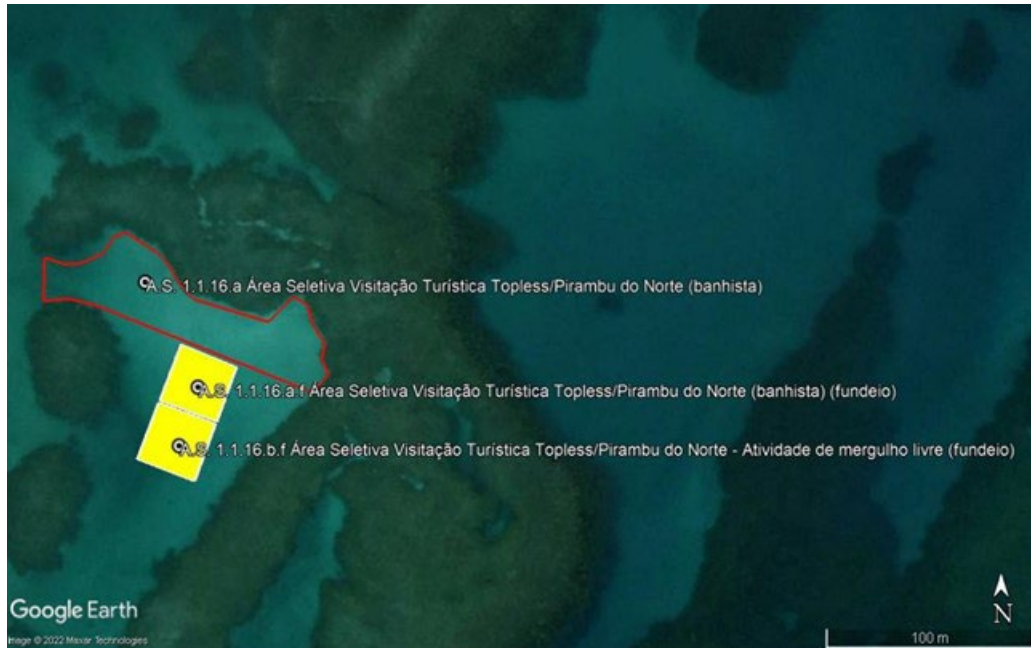 A.S. 1.1.16.a Área Seletiva Visitação Turística Topless/Pirambu do Norte (banhista)
A.S. 1.1.16.a.f Área Seletiva Visitação Turística Topless/Pirambu do Norte (banhista) (fundeio)
A.S. 1.1.16.b.f Área Seletiva Visitação Turística Topless/Pirambu do Norte - Atividade de mergulho livre (fundeio)
Google Earth
Image © 2022 Maxar Technologies
N
100 m